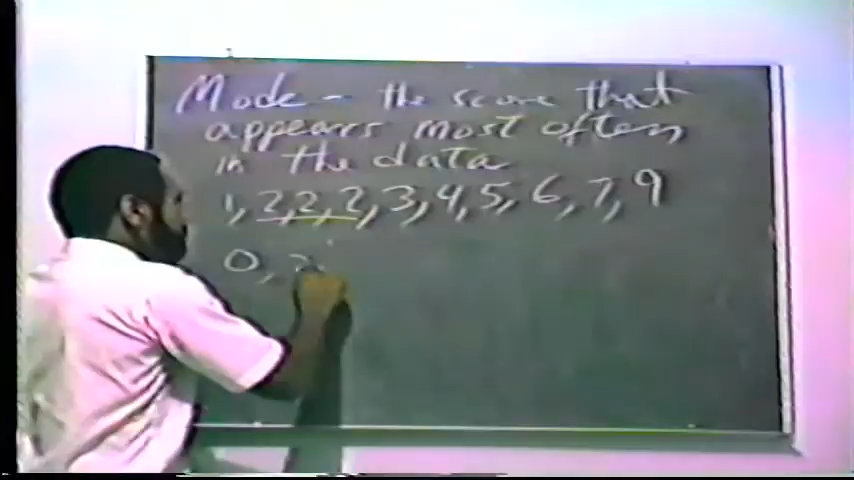 Mode - the score that
appears most often
in the data
1, 2, 2, 2, 3, 4, 5, 6, 7, 9
0, 2